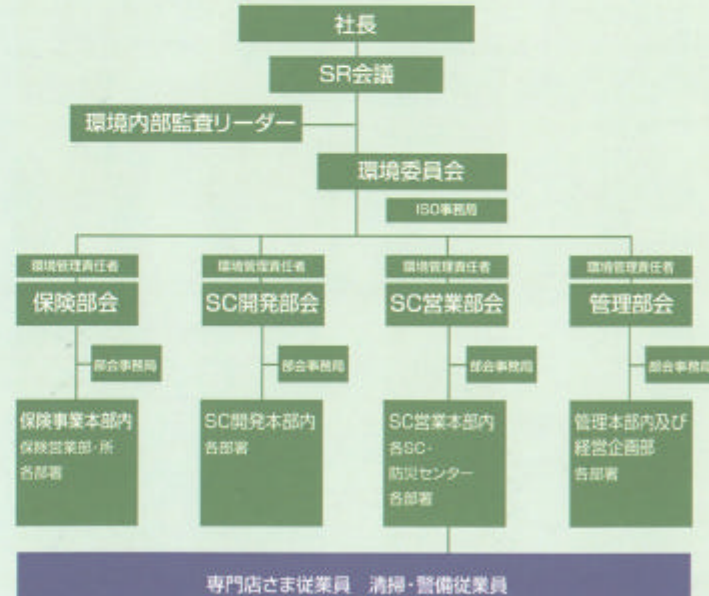 社長
SR会議
環境内部監査リーダー
環境委員会
ISO事務局
環境管理責任者
保険部会
部会事務局
保険事業本部内
保険営業部・所
各部署
環境管理責任者
SC開発部会
部会事務局
SC開発本部内
各部署
環境管理責任者
SC営業部会
部会事務局
SC営業本部内
各SC・
防災センター
各部署
環境管理責任者
管理部会
部会事務局
管理本部内及び
経営企画部
各部署
専門店さま従業員　清掃・警備従業員